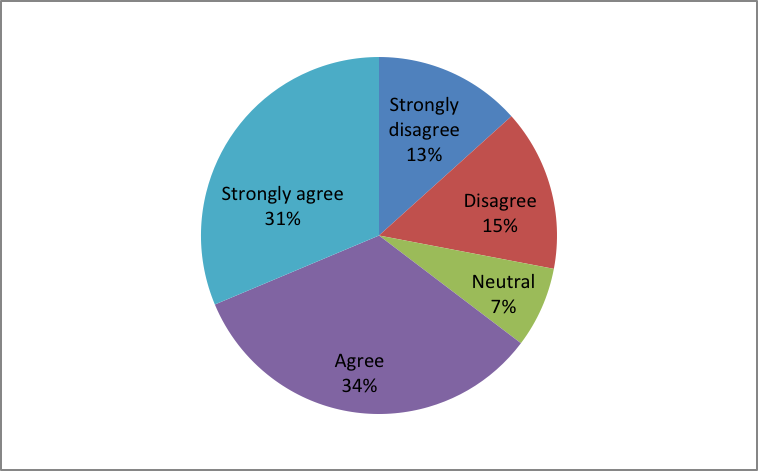 Strongly
disagree
13%
Disagree
15%
Neutral
7%
Agree
34%
Strongly agree
31%